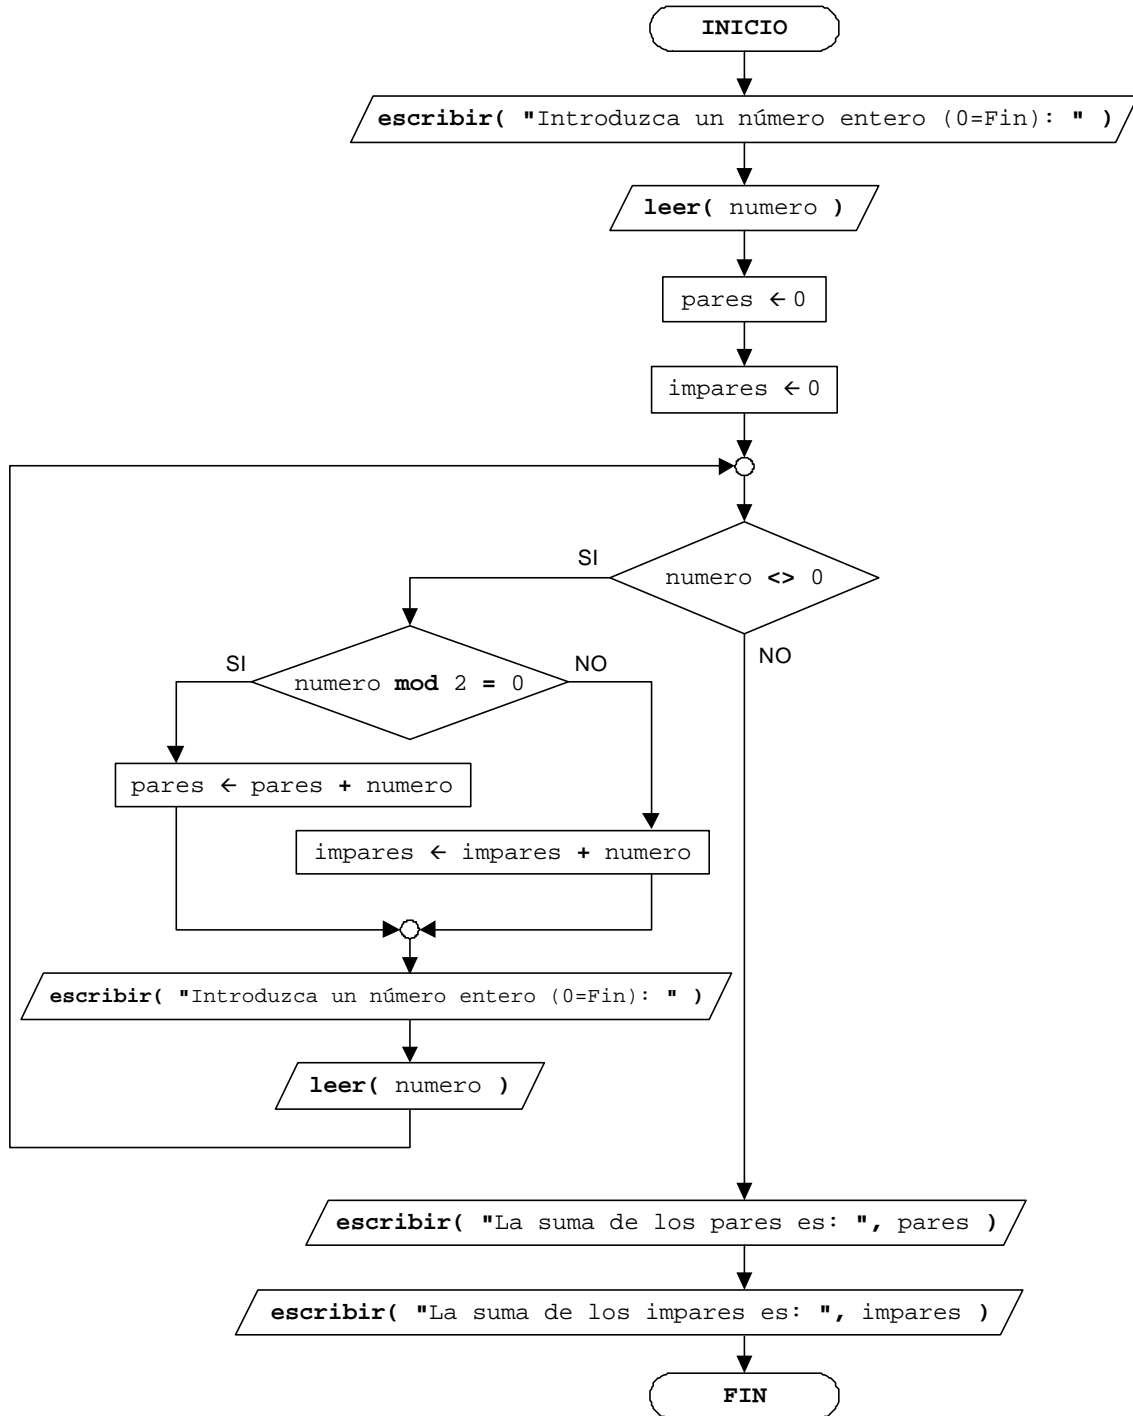 INICIO
escribir( "Introduzca un número entero (0=Fin): " )
leer( numero )
pares ← 0
impares ← 0
numero <> 0
SI
NO
numero mod 2 = 0
SI
NO
pares ← pares + numero
impares ← impares + numero
escribir( "Introduzca un número entero (0=Fin): " )
leer( numero )
escribir( "La suma de los pares es: ", pares )
escribir( "La suma de los impares es: ", impares )
FIN